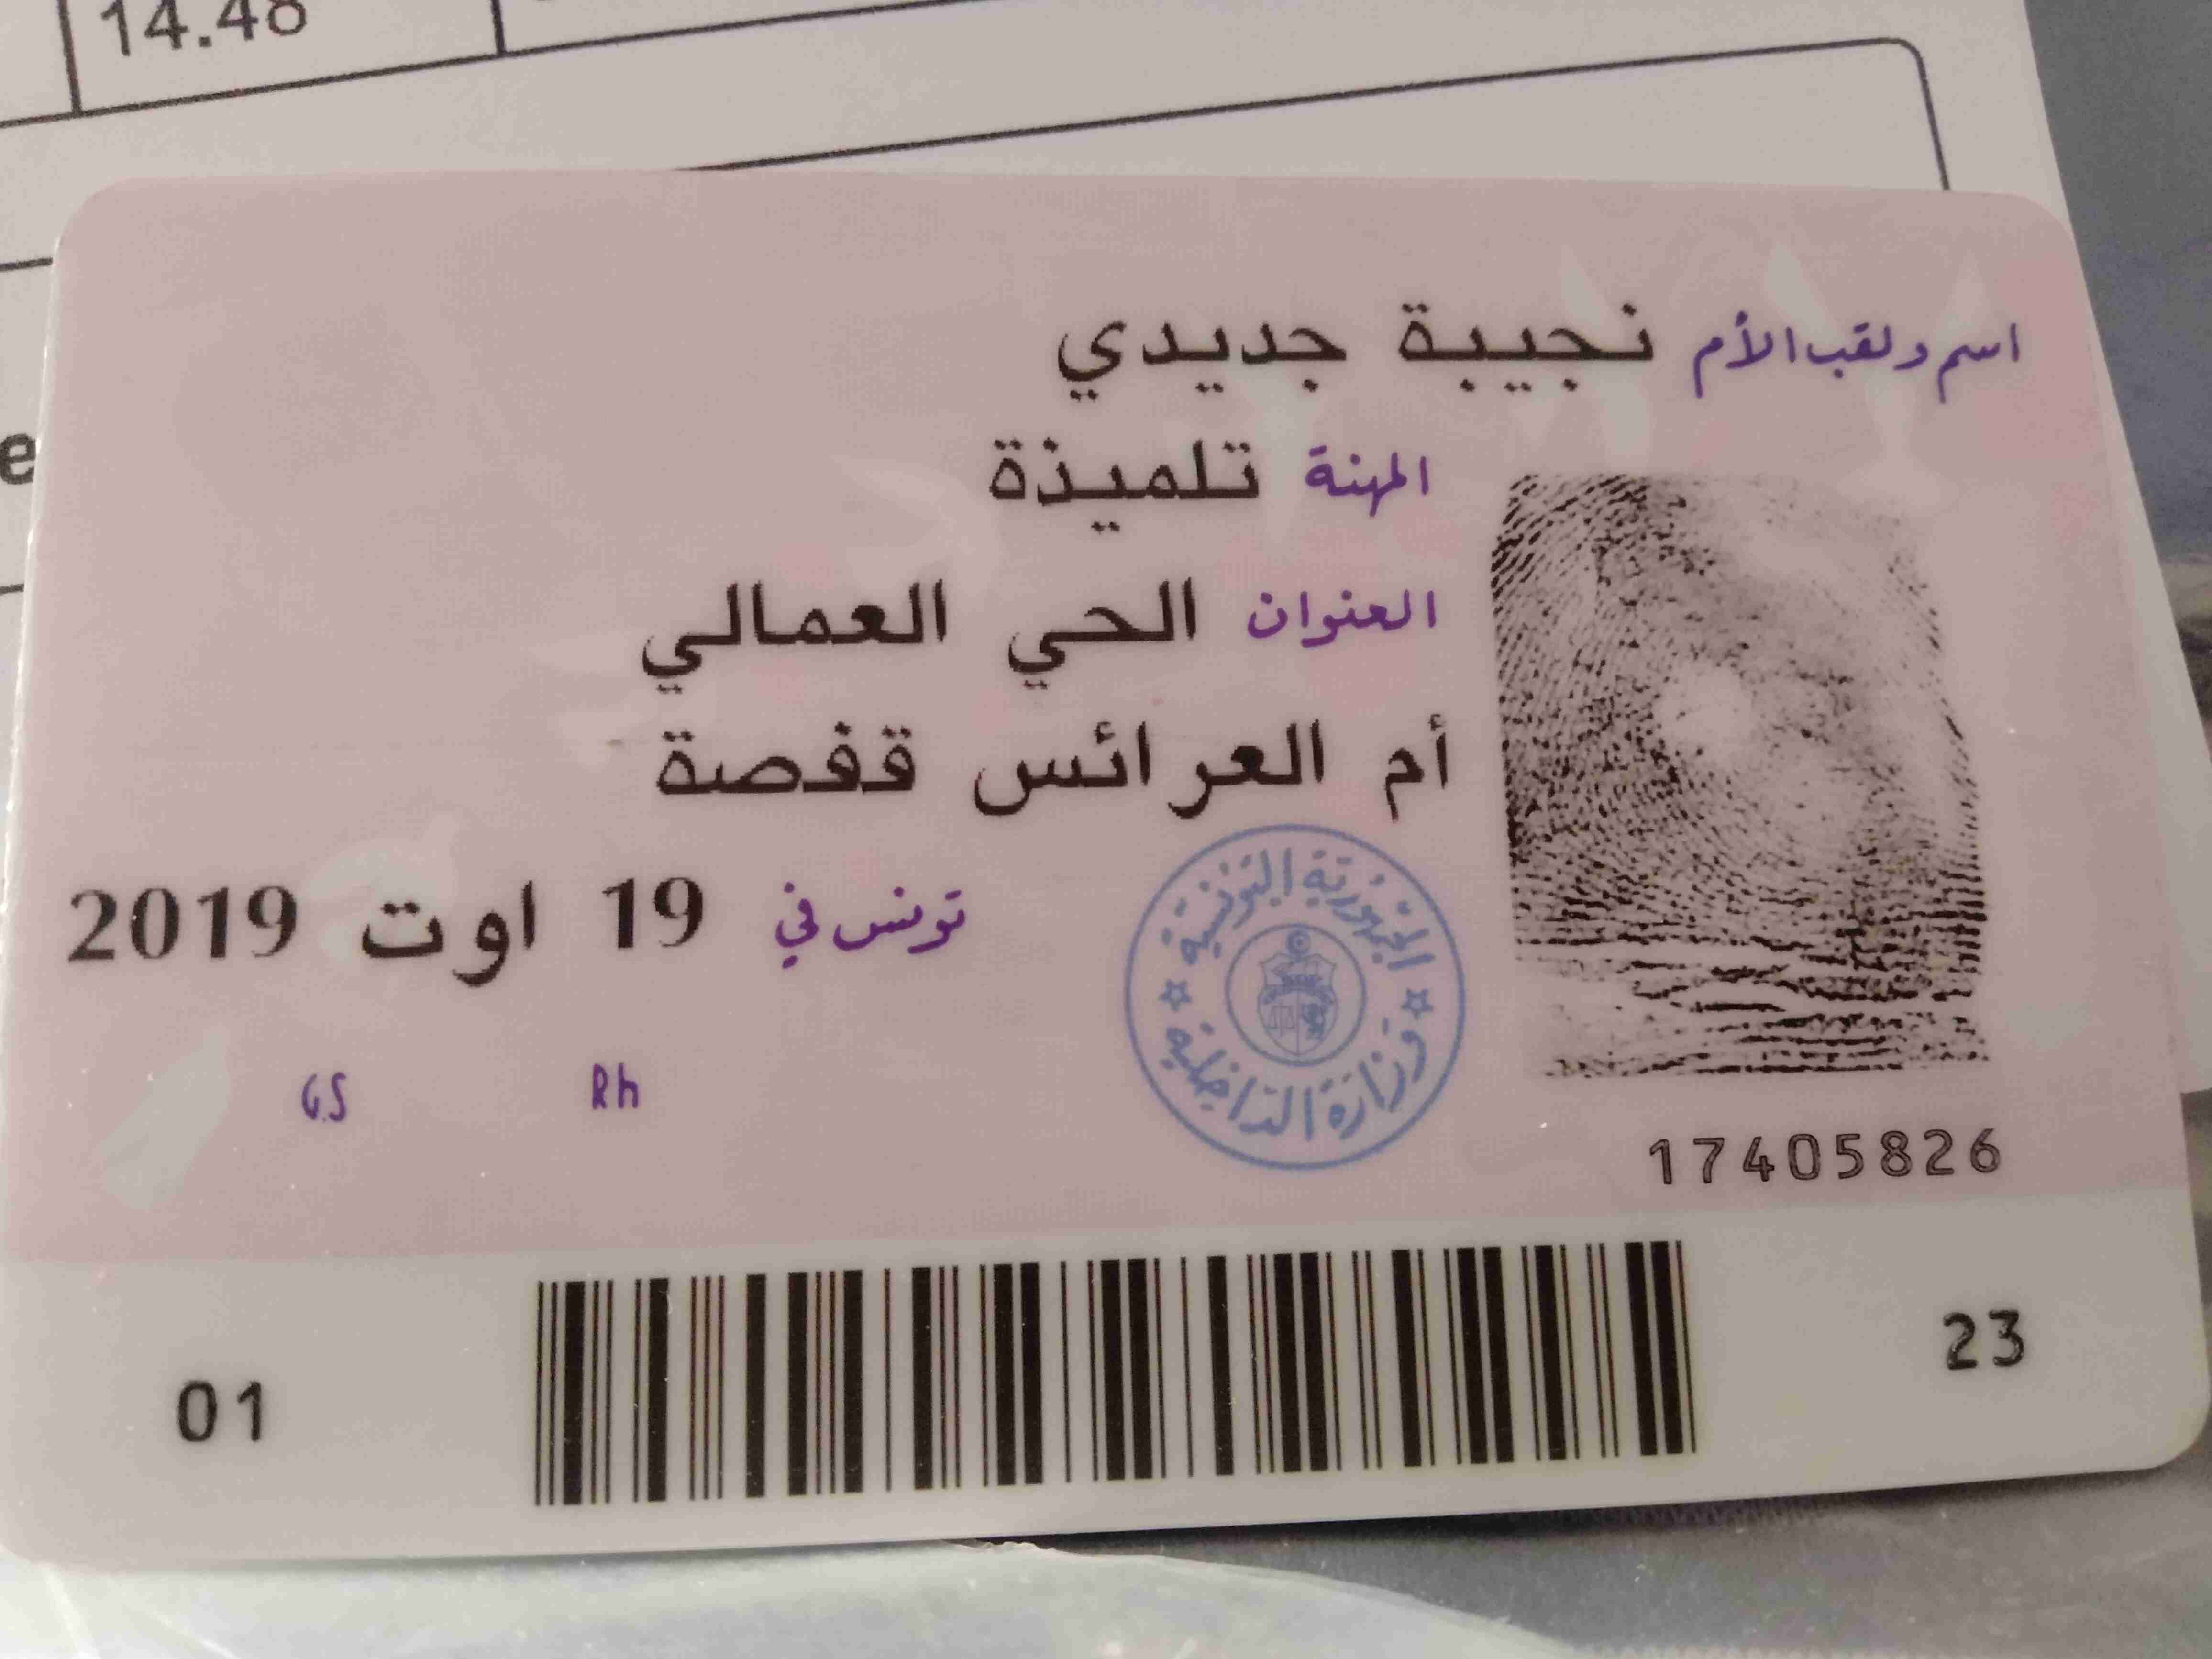 14.48
e
اسم ولقب الأم نجيبة جديدي
المهنة تلميذة
العنوان الحي العمالي
أم العرائس قفصة
تونس في 19 اوت 2019
الجمهورية التونسية
وزارة الداخلية
G.S Rh
17405826
01 23